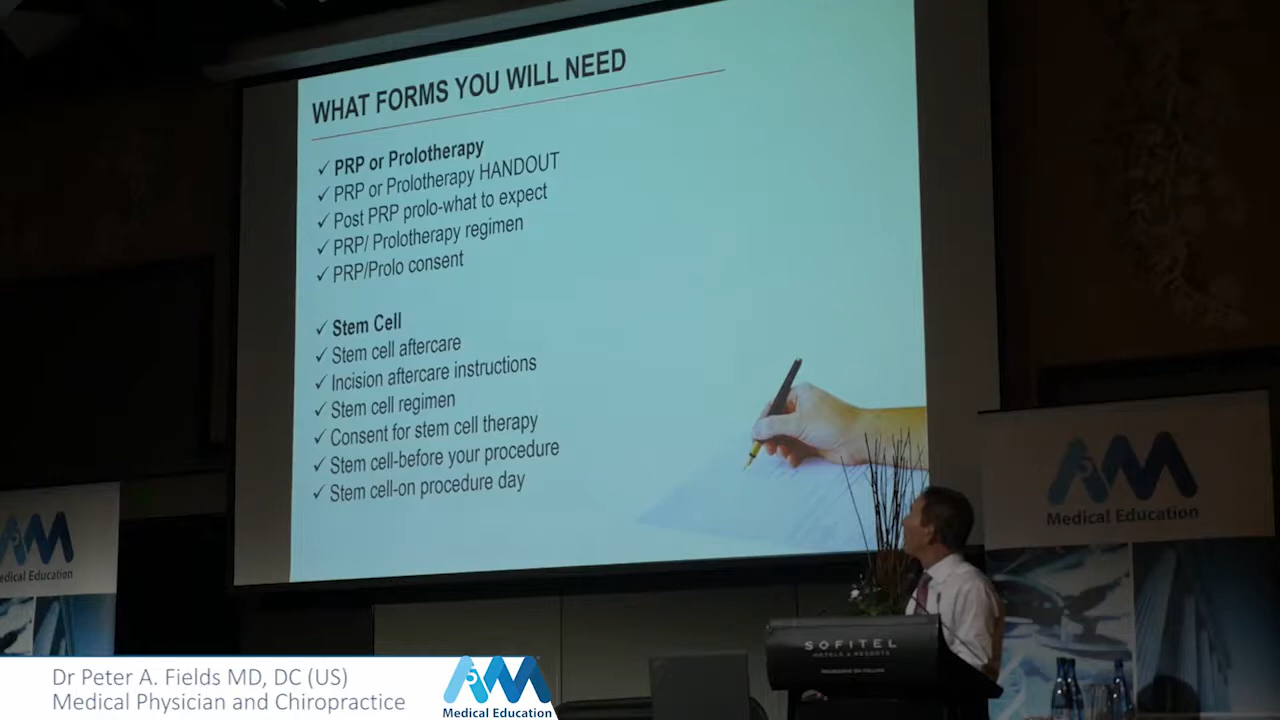 WHAT FORMS YOU WILL NEED
✓ PRP or Prolotherapy
✓ PRP or Prolotherapy HANDOUT
✓ Post PRP prolo-what to expect
✓ PRP/ Prolotherapy regimen
✓ PRP/Prolo consent
✓ Stem Cell
✓ Stem cell aftercare
✓ Incision aftercare instructions
✓ Stem cell regimen
✓ Consent for stem cell therapy
✓ Stem cell-before your procedure
✓ Stem cell-on procedure day
Medical Education
edical Education
SOFITEL
HOTELS & RESORTS
Dr Peter A. Fields MD, DC (US)
Medical Physician and Chiropractice
Medical Education